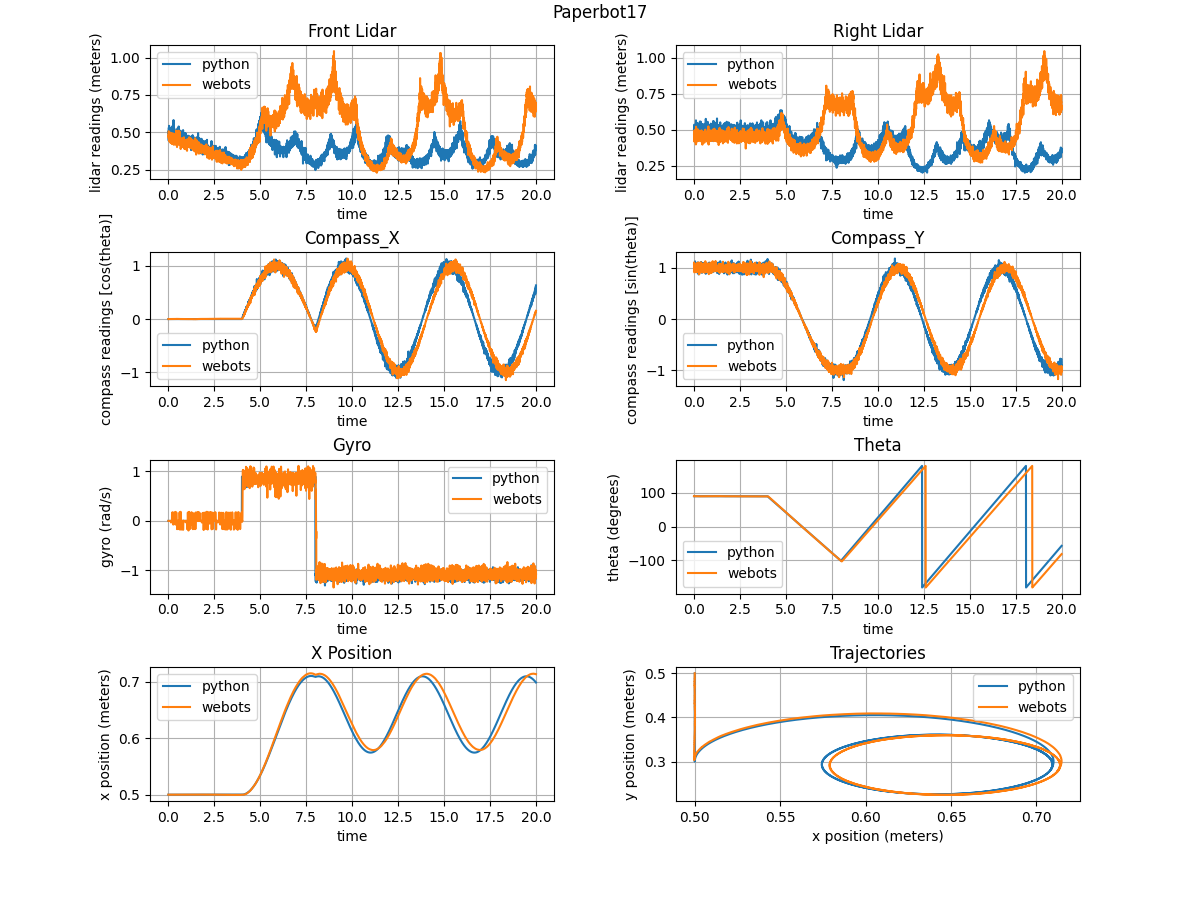 Paperbot17
Front Lidar
lidar readings (meters)
1.00
0.75
0.50
0.25
python
webots
0.0 2.5 5.0 7.5 10.0 12.5 15.0 17.5 20.0
time
Right Lidar
lidar readings (meters)
1.00
0.75
0.50
0.25
python
webots
0.0 2.5 5.0 7.5 10.0 12.5 15.0 17.5 20.0
time
Compass_X
compass readings [cos(theta)]
1
0
−1
python
webots
0.0 2.5 5.0 7.5 10.0 12.5 15.0 17.5 20.0
time
Compass_Y
compass readings [sin(theta)]
1
0
−1
python
webots
0.0 2.5 5.0 7.5 10.0 12.5 15.0 17.5 20.0
time
Gyro
gyro (rad/s)
1
0
−1
python
webots
0.0 2.5 5.0 7.5 10.0 12.5 15.0 17.5 20.0
time
Theta
theta (degrees)
100
0
−100
python
webots
0.0 2.5 5.0 7.5 10.0 12.5 15.0 17.5 20.0
time
X Position
x position (meters)
0.7
0.6
0.5
python
webots
0.0 2.5 5.0 7.5 10.0 12.5 15.0 17.5 20.0
time
Trajectories
y position (meters)
0.5
0.4
0.3
python
webots
0.50 0.55 0.60 0.65 0.70
x position (meters)